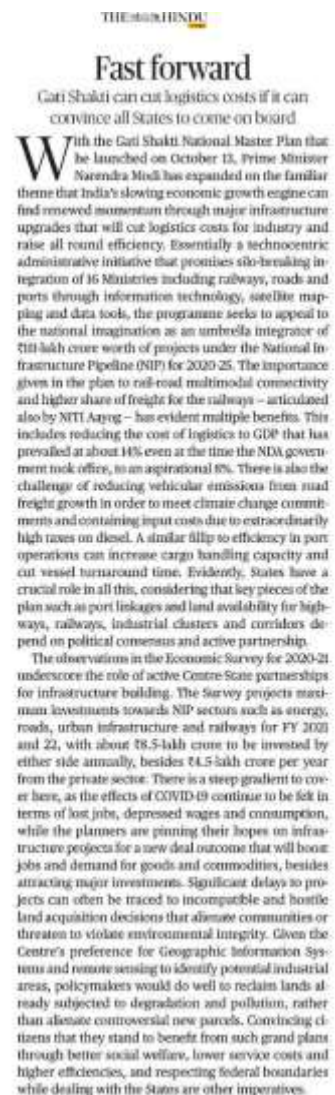 THE HINDU
Fast forward
Gati Shakti can cut logistics costs if it can
convince all States to come on board
With the Gati Shakti National Master Plan that
he launched on October 13, Prime Minister
Narendra Modi has expanded on the familiar
theme that India's slowing economic growth engine can
find renewed momentum through major infrastructure
upgrades that will cut logistics costs for industry and
raise all round efficiency. Essentially a technocentric
administrative initiative that promises silo-breaking in-
tegration of 16 Ministries including railways, roads and
ports through information technology, satellite map-
ping and data tools, the programme seeks to appeal to
the national imagination as an umbrella integrator of
₹111-lakh crore worth of projects under the National In-
frastructure Pipeline (NIP) for 2020-25. The importance
given in the plan to rail-road multimodal connectivity
and higher share of freight for the railways — articulated
also by NITI Aayog — has evident multiple benefits. This
includes reducing the cost of logistics to GDP that has
prevailed at about 14% even at the time the NDA govern-
ment took office, to an aspirational 8%. There is also the
challenge of reducing vehicular emissions from road
freight growth in order to meet climate change commit-
ments and containing input costs due to extraordinarily
high taxes on diesel. A similar fillip to efficiency in port
operations can increase cargo handling capacity and
cut vessel turnaround time. Evidently, States have a
crucial role in all this, considering that key pieces of the
plan such as port linkages and land availability for high-
ways, railways, industrial clusters and corridors de-
pend on political consensus and active partnership.
The observations in the Economic Survey for 2020-21
underscore the role of active Centre-State partnerships
for infrastructure building. The Survey projects maxi-
mum investments towards NIP sectors such as energy,
roads, urban infrastructure and railways for FY 2021
and 22, with about ₹8.5-lakh crore to be invested by
either side annually, besides ₹4.5-lakh crore per year
from the private sector. There is a steep gradient to cov-
er here, as the effects of COVID-19 continue to be felt in
terms of lost jobs, depressed wages and consumption,
while the planners are pinning their hopes on infras-
tructure projects for a new deal outcome that will boost
jobs and demand for goods and commodities, besides
attracting major investments. Significant delays to pro-
jects can often be traced to incompatible and hostile
land acquisition decisions that alienate communities or
threaten to violate environmental integrity. Given the
Centre's preference for Geographic Information Sys-
tems and remote sensing to identify potential industrial
areas, policymakers would do well to reclaim lands al-
ready subjected to degradation and pollution, rather
than alienate controversial new parcels. Convincing ci-
tizens that they stand to benefit from such grand plans
through better social welfare, lower service costs and
higher efficiencies, and respecting federal boundaries
while dealing with the States are other imperatives.